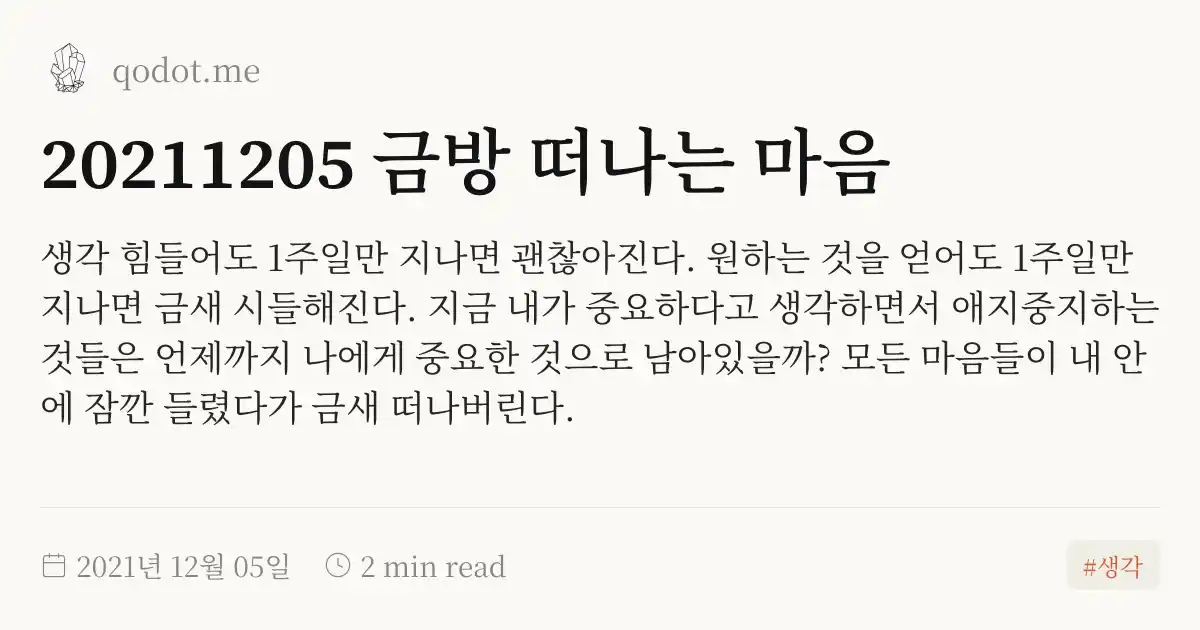 qodot.me
20211205 금방 떠나는 마음
생각 힘들어도 1주일만 지나면 괜찮아진다. 원하는 것을 얻어도 1주일만
지나면 금새 시들해진다. 지금 내가 중요하다고 생각하면서 애지중지하는
것들은 언제까지 나에게 중요한 것으로 남아있을까? 모든 마음들이 내 안
에 잠깐 들렸다가 금새 떠나버린다.
2021년 12월 05일 2 min read #생각